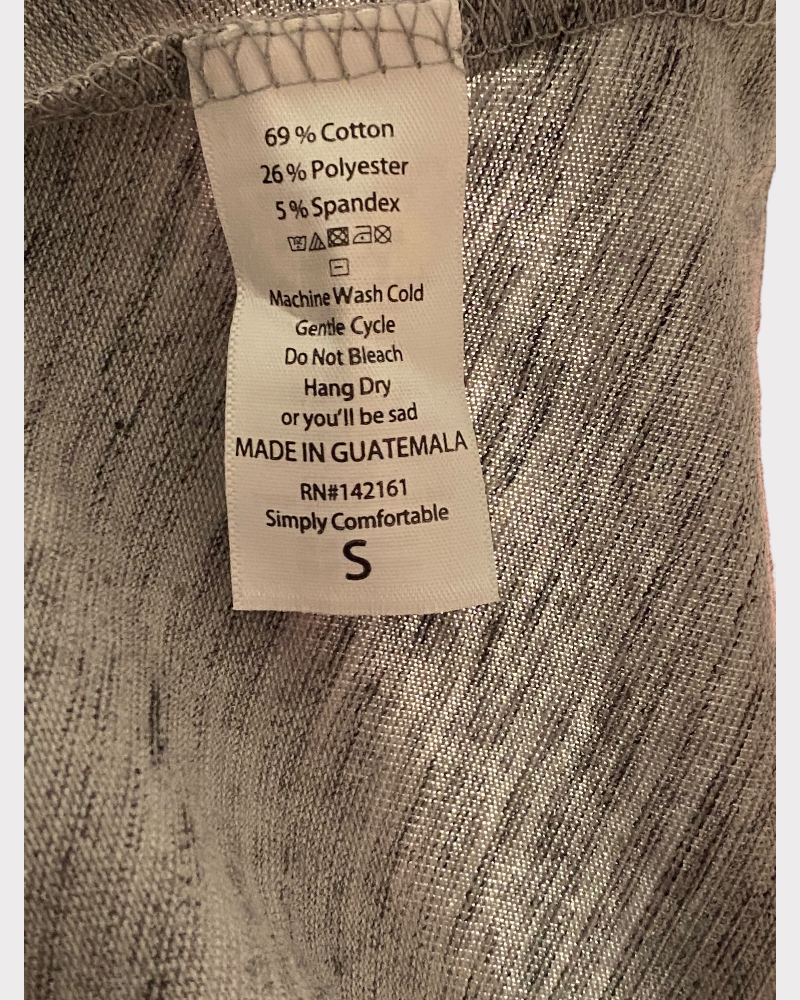 69 % Cotton
26 % Polyester
5 % Spandex
Machine Wash Cold
Gentle Cycle
Do Not Bleach
Hang Dry
or you'll be sad
MADE IN GUATEMALA
RN#142161
Simply Comfortable
S